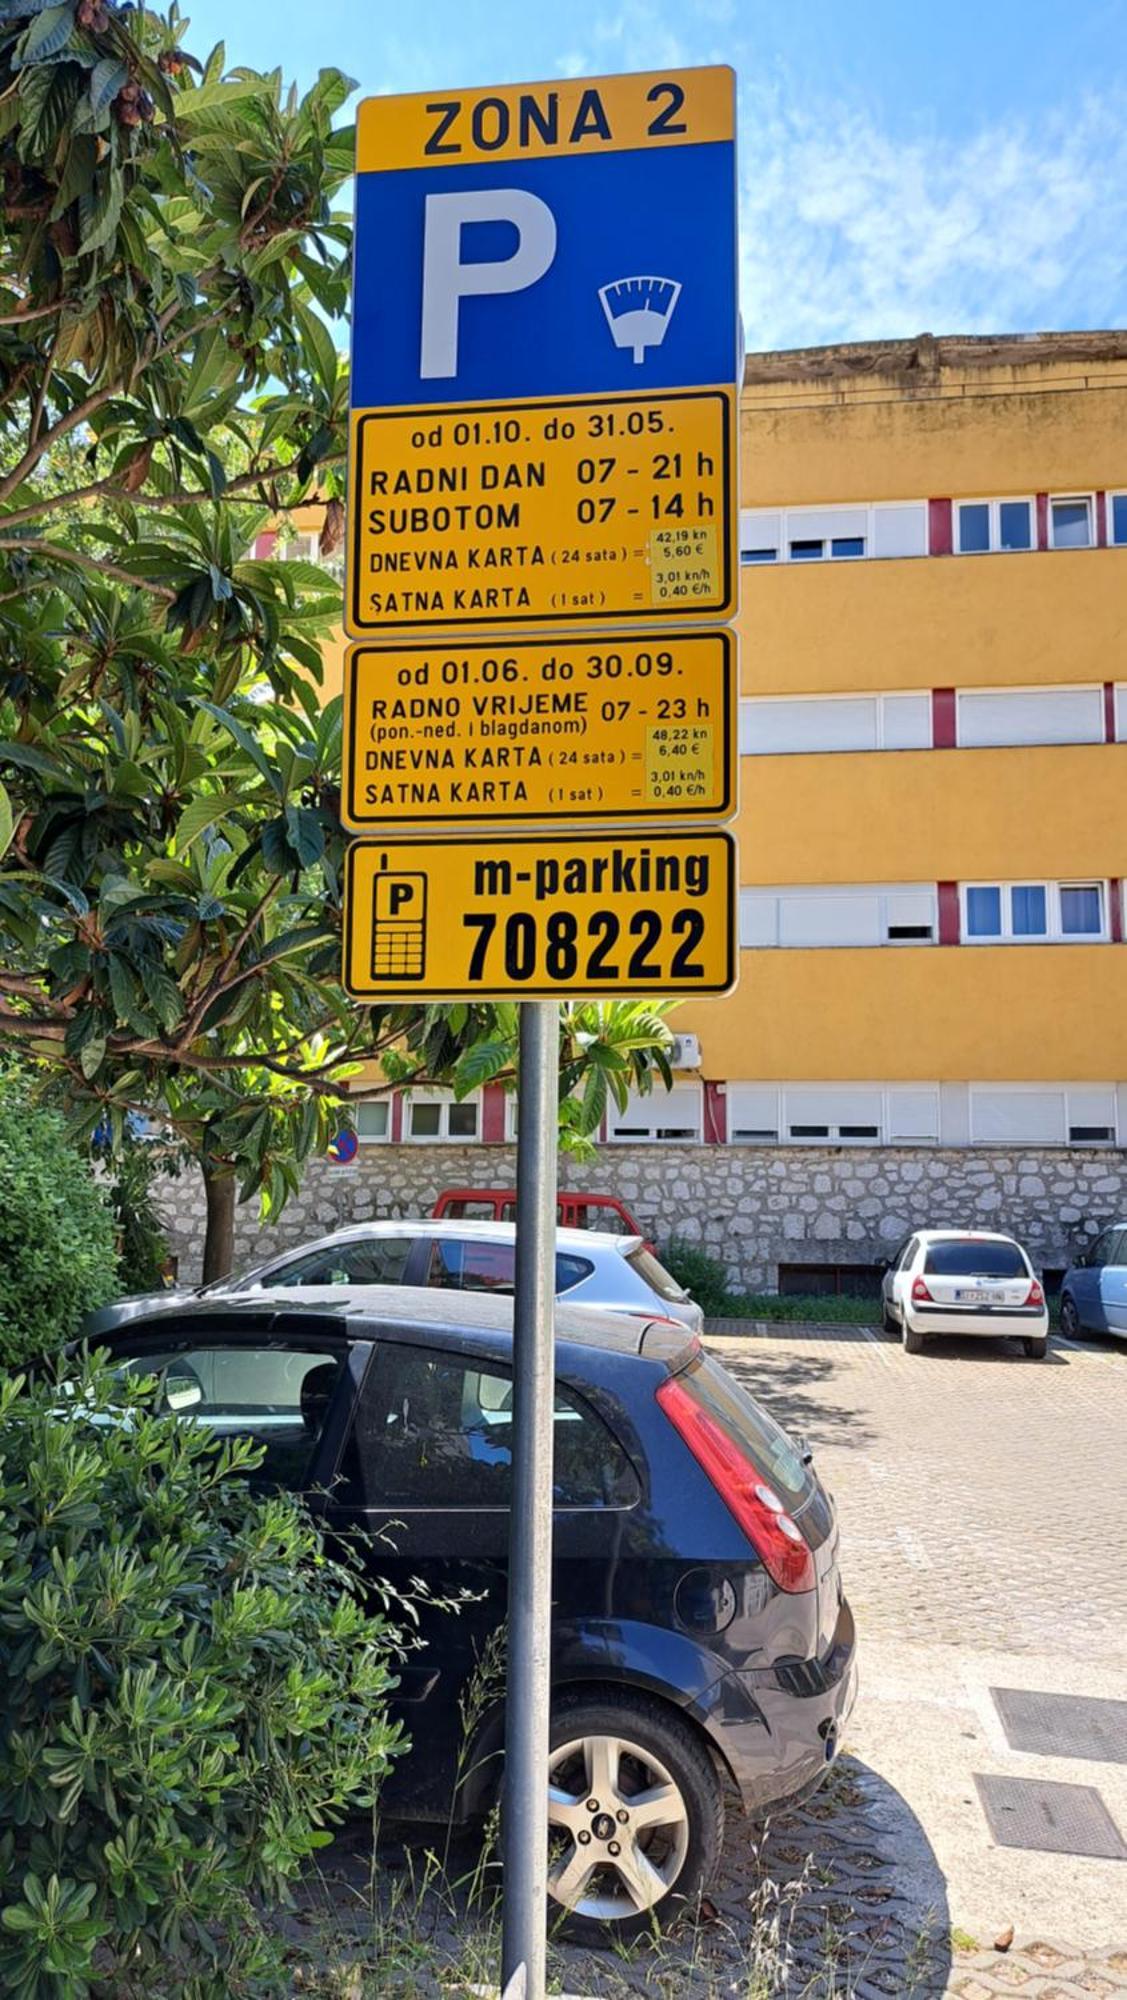 ZONA 2
P
od 01.10. do 31.05.
RADNI DAN 07 - 21 h
SUBOTOM 07 - 14 h
DNEVNA KARTA (24 sata) = 42,19 kn
5,60 €
SATNA KARTA (1 sat) = 3,01 kn/h
0,40 €/h
od 01.06. do 30.09.
RADNO VRIJEME 07 - 23 h
(pon.-ned. i blagdanom)
DNEVNA KARTA (24 sata) = 48,22 kn
6,40 €
SATNA KARTA (1 sat) = 3,01 kn/h
0,40 €/h
P
m-parking
708222